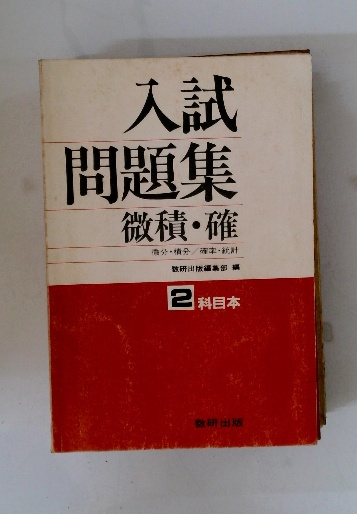 入試
問題集
微積・確
微分・積分／確率・統計
数研出版編集部 編
2 科目本
数研出版